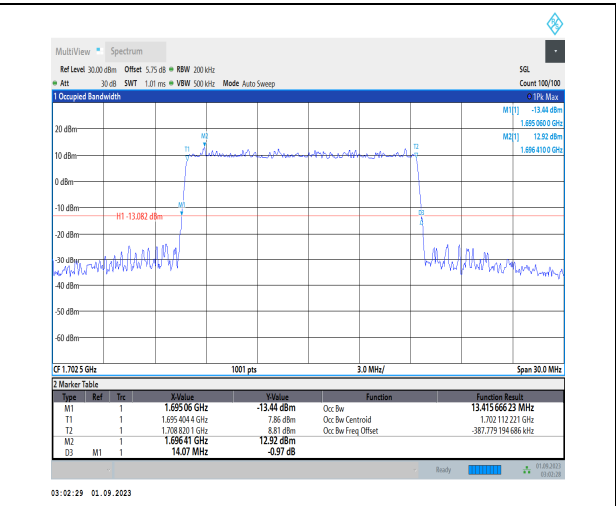 MultiView Spectrum
Ref Level 30.00 dBm Offset 5.75 dB RBW 200 kHz SGL
Att 30 dB SWT 1.01 ms VBW 500 kHz Mode Auto Sweep Count 100/100
1 Occupied Bandwidth 1Pk Max
M1[1] -13.44 dBm
1.695 060 0 GHz
M2[1] 12.92 dBm
1.696 410 0 GHz
20 dBm
M2
T1 T2
10 dBm
0 dBm
M1
-10 dBm
D3
H1 -13.082 dBm
-20 dBm
-30 dBm
-40 dBm
-50 dBm
-60 dBm
CF 1.702 5 GHz 1001 pts 3.0 MHz/ Span 30.0 MHz
2 Marker Table
Type Ref Trc X-Value Y-Value Function Function Result
M1 1 1.695 06 GHz -13.44 dBm Occ Bw 13.415 666 23 MHz
T1 1 1.695 404 4 GHz 7.86 dBm Occ Bw Centroid 1.702 112 221 GHz
T2 1 1.708 820 1 GHz 8.81 dBm Occ Bw Freq Offset -387.779 194 686 kHz
M2 1 1.696 41 GHz 12.92 dBm
D3 M1 1 14.07 MHz -0.97 dB
Ready 01.09.2023
03:02:28
03:02:29 01.09.2023